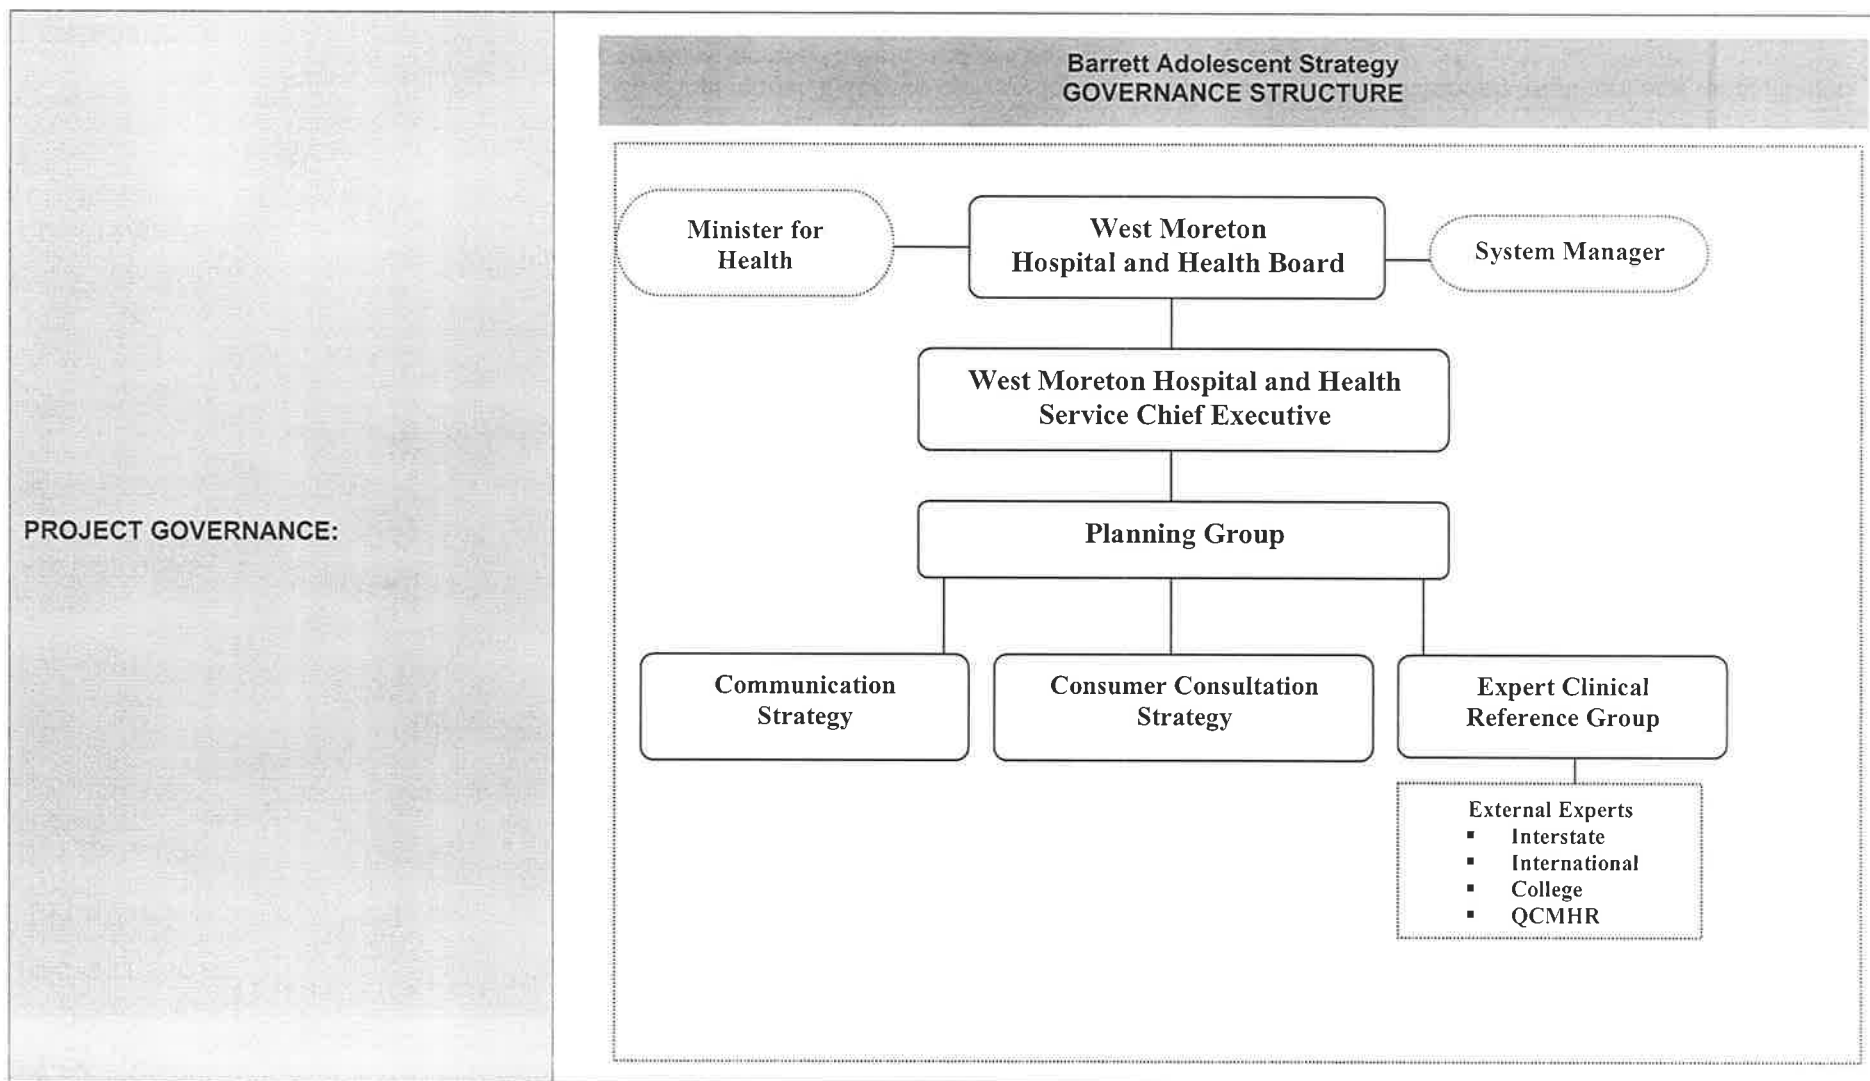 Barrett Adolescent Strategy
GOVERNANCE STRUCTURE
PROJECT GOVERNANCE:
Minister for
Health
West Moreton
Hospital and Health Board
System Manager
West Moreton Hospital and Health
Service Chief Executive
Planning Group
Communication
Strategy
Consumer Consultation
Strategy
Expert Clinical
Reference Group
External Experts
▪ Interstate
▪ International
▪ College
▪ QCMHR